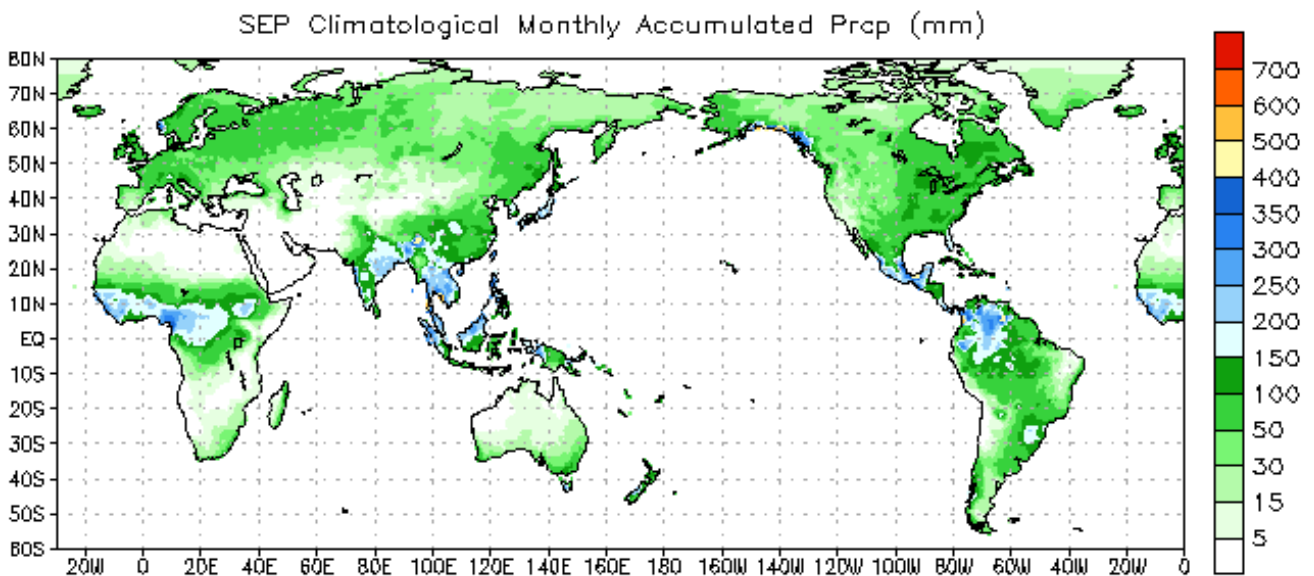 SEP Climatological Monthly Accumulated Prcp (mm)
80N
70N
60N
50N
40N
30N
20N
10N
EQ
10S
20S
30S
40S
50S
60S
20W 0 20E 40E 60E 80E 100E 120E 140E 160E 180 160W 140W 120W 100W 80W 60W 40W 20W 0
700
600
500
400
350
300
250
200
150
100
50
30
15
5